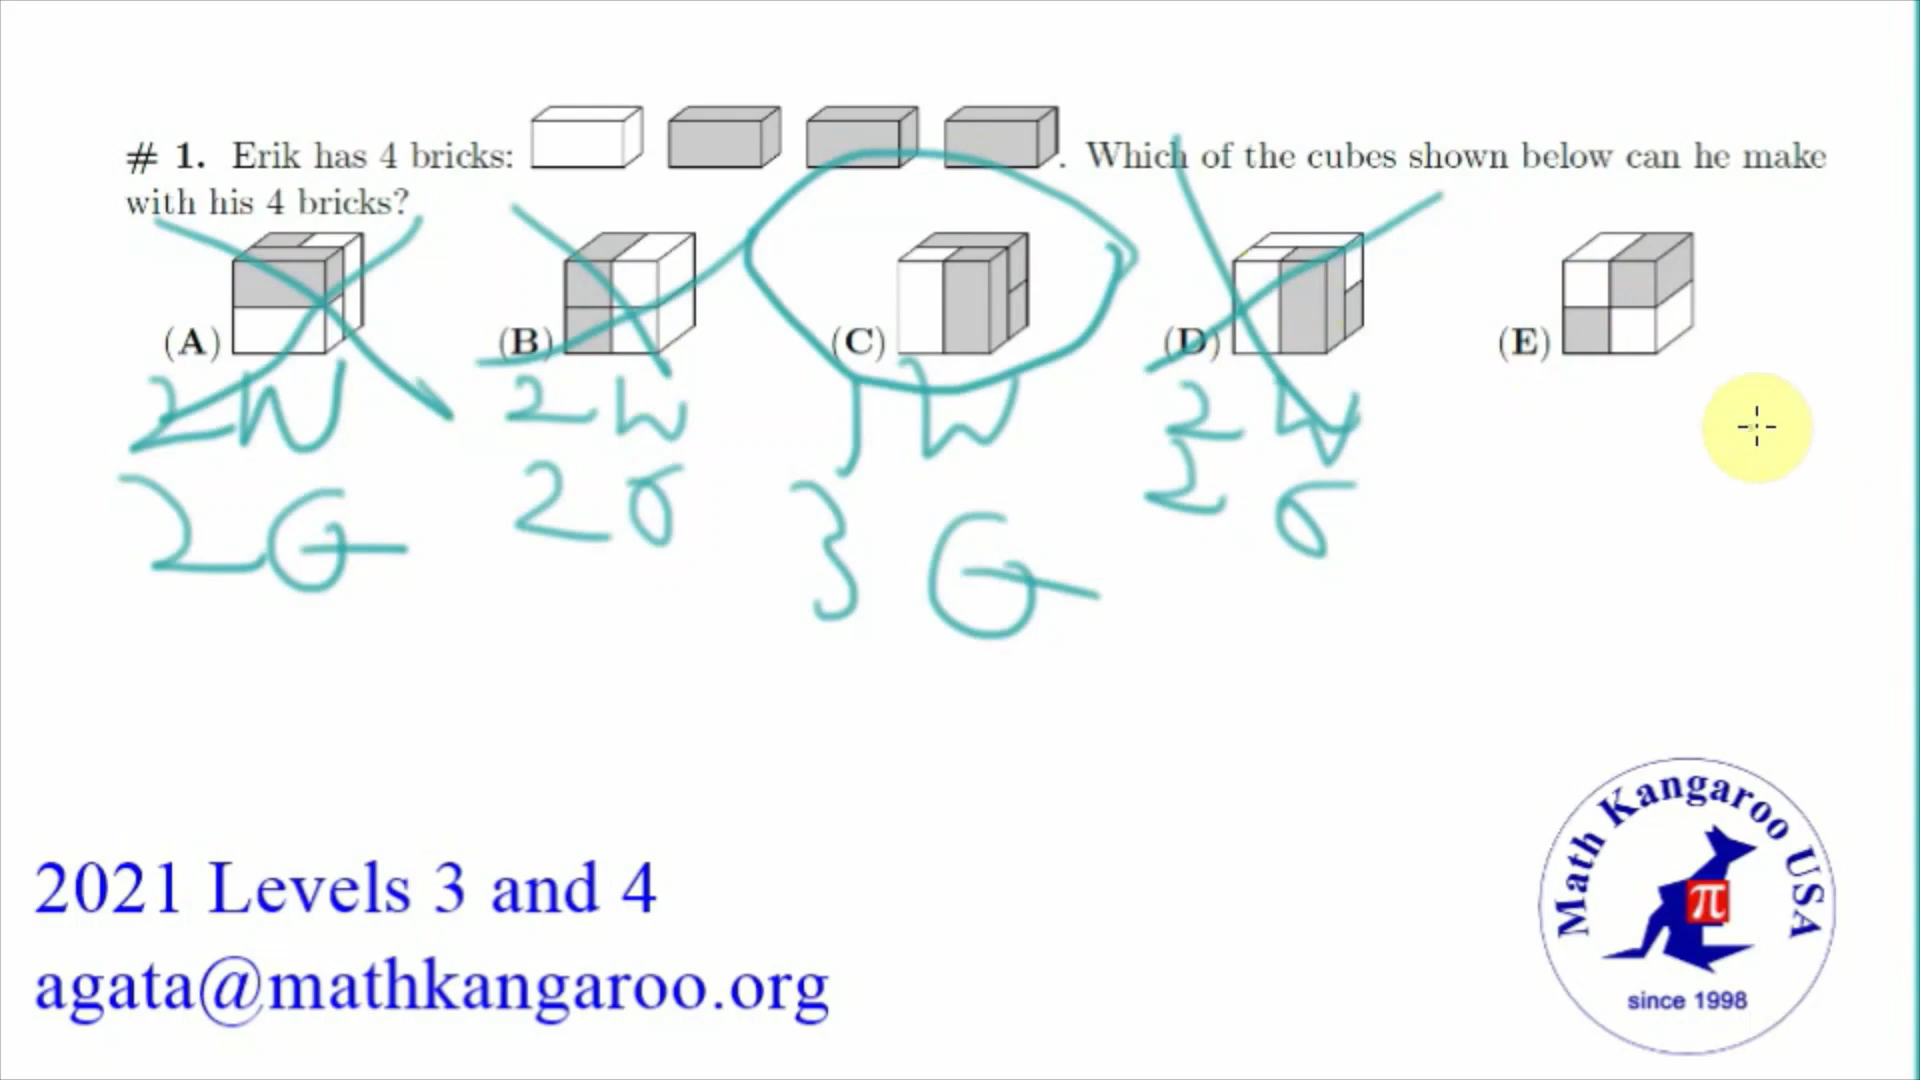 # 1. Erik has 4 bricks: . Which of the cubes shown below can he make
with his 4 bricks?
(A) (B) (C) (D) (E)
2W 2W 1W 2W
2G 2G 3G 2G
2021 Levels 3 and 4
agata@mathkangaroo.org
Math Kangaroo USA
π
since 1998